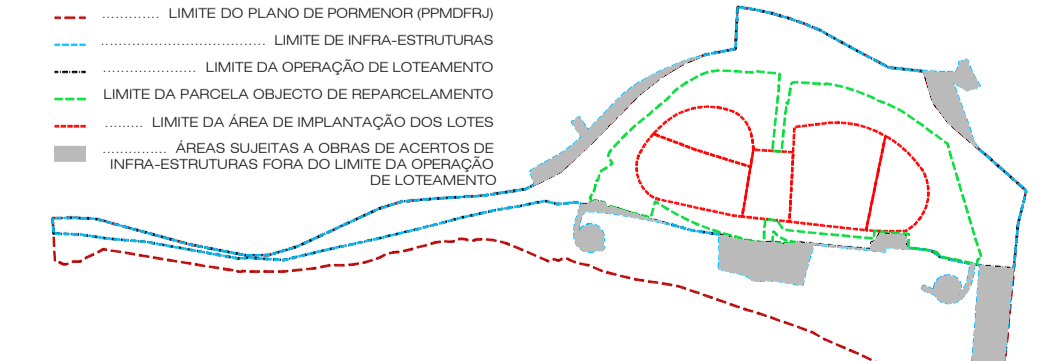 ............. LIMITE DO PLANO DE PORMENOR (PPMDFRJ)
..................................... LIMITE DE INFRA-ESTRUTURAS
..................... LIMITE DA OPERAÇÃO DE LOTEAMENTO
LIMITE DA PARCELA OBJECTO DE REPARCELAMENTO
......... LIMITE DA ÁREA DE IMPLANTAÇÃO DOS LOTES
.............. ÁREAS SUJEITAS A OBRAS DE ACERTOS DE
INFRA-ESTRUTURAS FORA DO LIMITE DA OPERAÇÃO
DE LOTEAMENTO